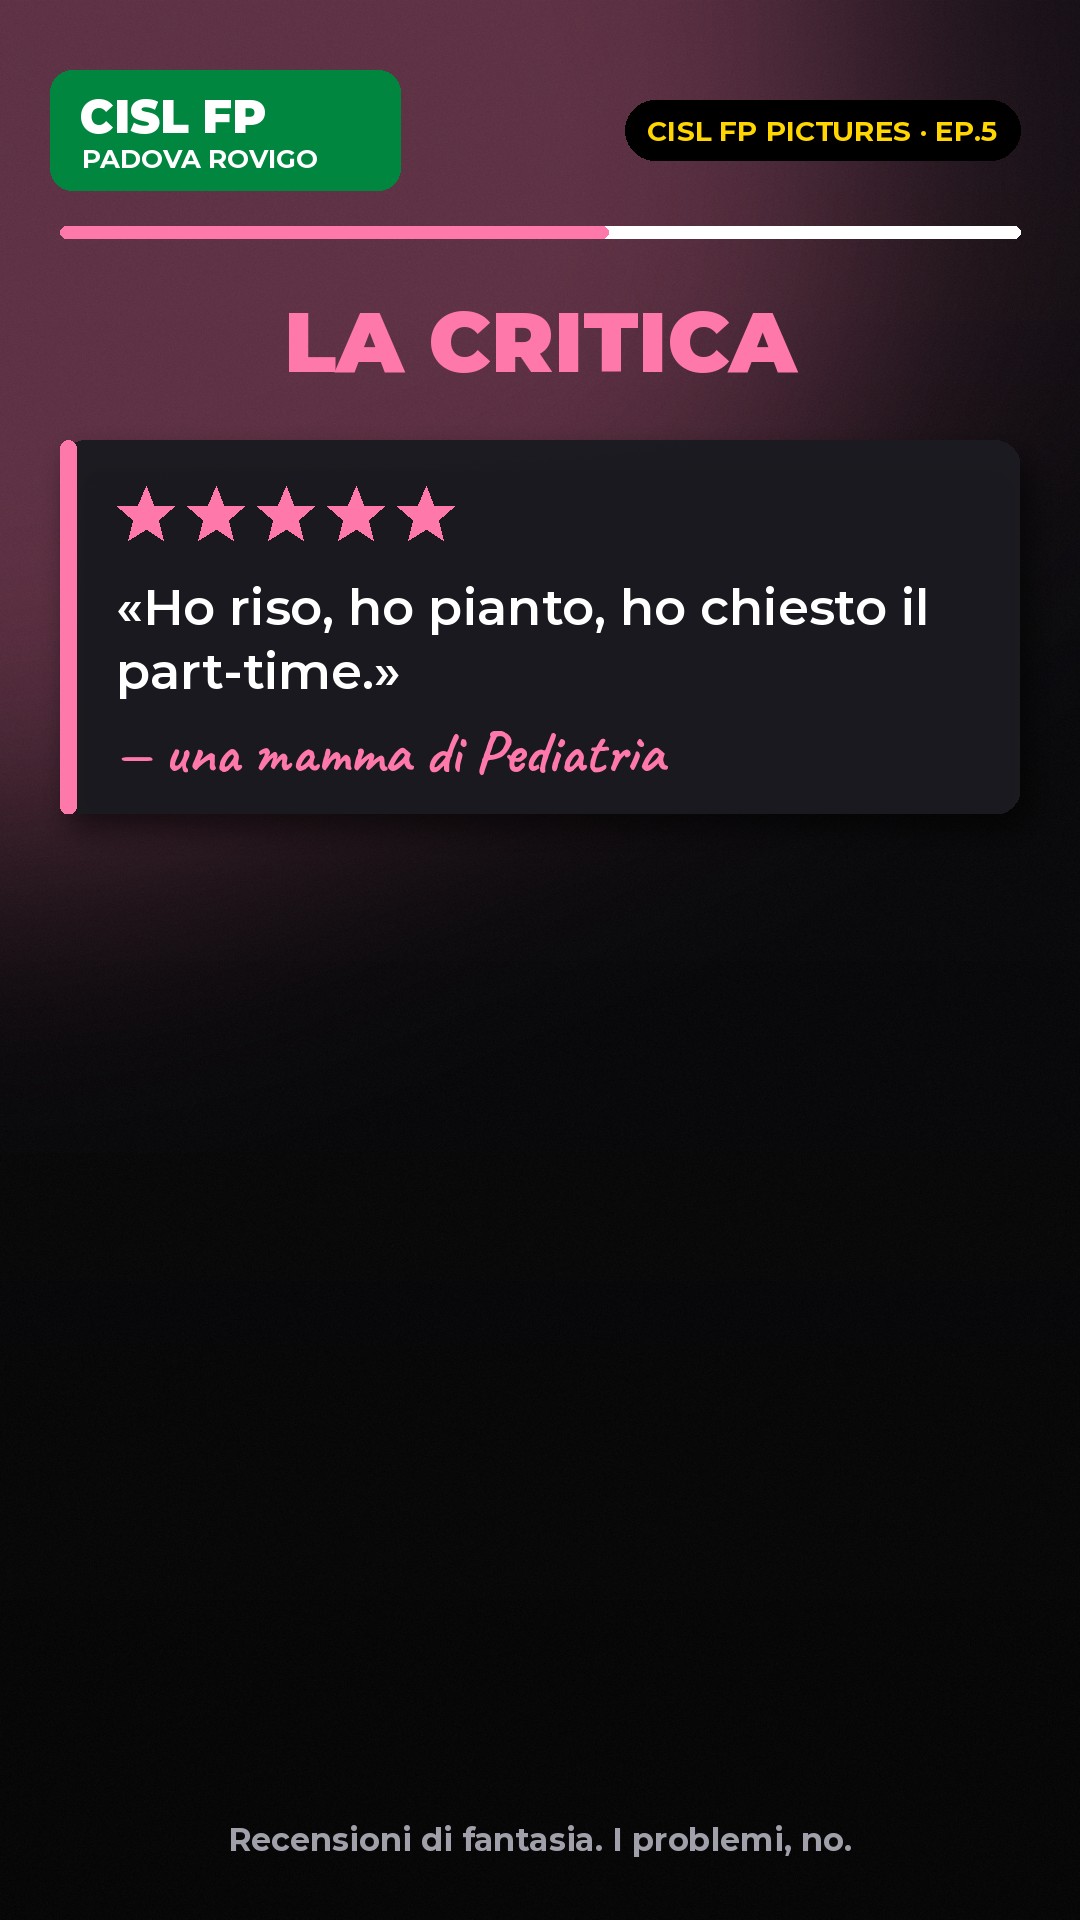 CISL FP
PADOVA ROVIGO
CISL FP PICTURES · EP.5
LA CRITICA
«Ho riso, ho pianto, ho chiesto il
part-time.»
— una mamma di Pediatria
Recensioni di fantasia. I problemi, no.